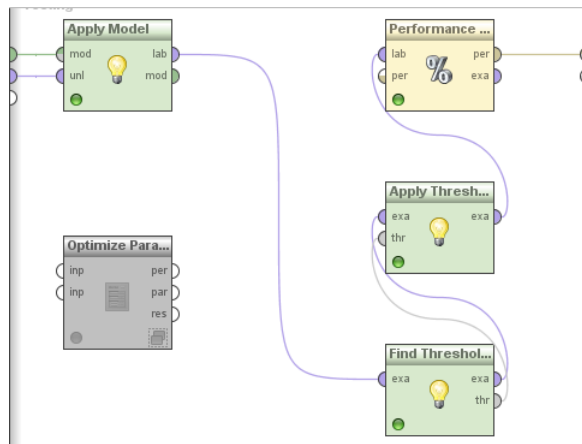 Testing
Apply Model
mod lab
unl mod
Performance ...
lab per
per exa
%
Apply Thresh...
exa exa
thr
Optimize Para...
inp per
inp par
res
Find Threshol...
exa exa
thr